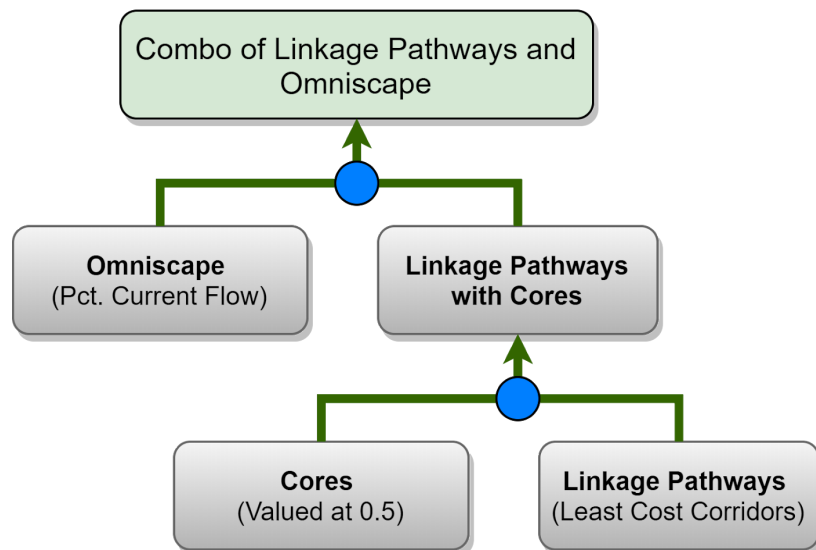 Combo of Linkage Pathways and
Omniscape
Omniscape
(Pct. Current Flow)
Linkage Pathways
with Cores
Cores
(Valued at 0.5)
Linkage Pathways
(Least Cost Corridors)